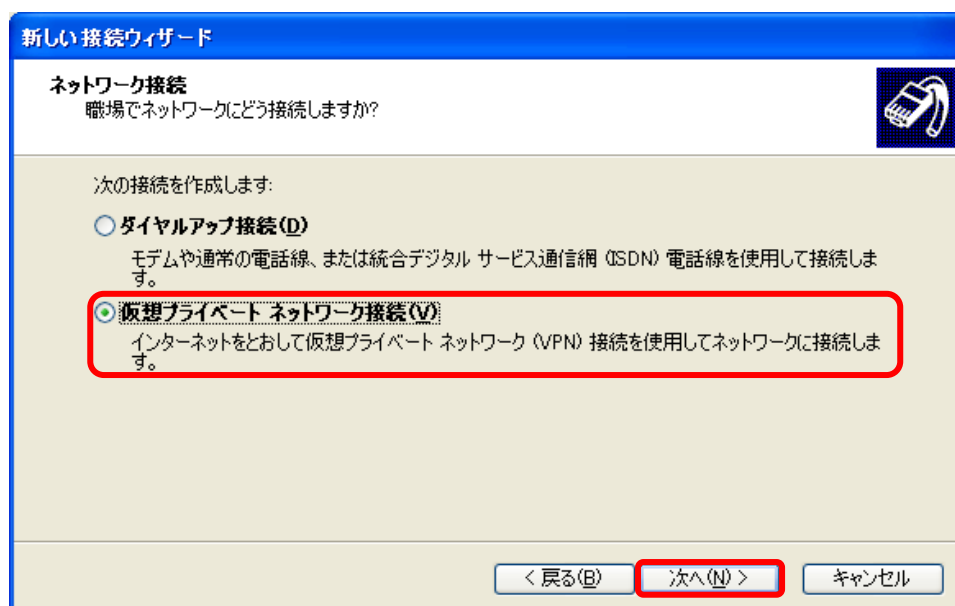 新しい接続ウィザード
ネットワーク接続
職場でネットワークにどう接続しますか?
次の接続を作成します:
ダイヤルアップ接続(D)
モデムや通常の電話線、または統合デジタル サービス通信網 (ISDN) 電話線を使用して接続しま
す。
仮想プライベート ネットワーク接続(V)
インターネットをとおして仮想プライベート ネットワーク (VPN) 接続を使用してネットワークに接続しま
す。
< 戻る(B) 次へ(N) > キャンセル